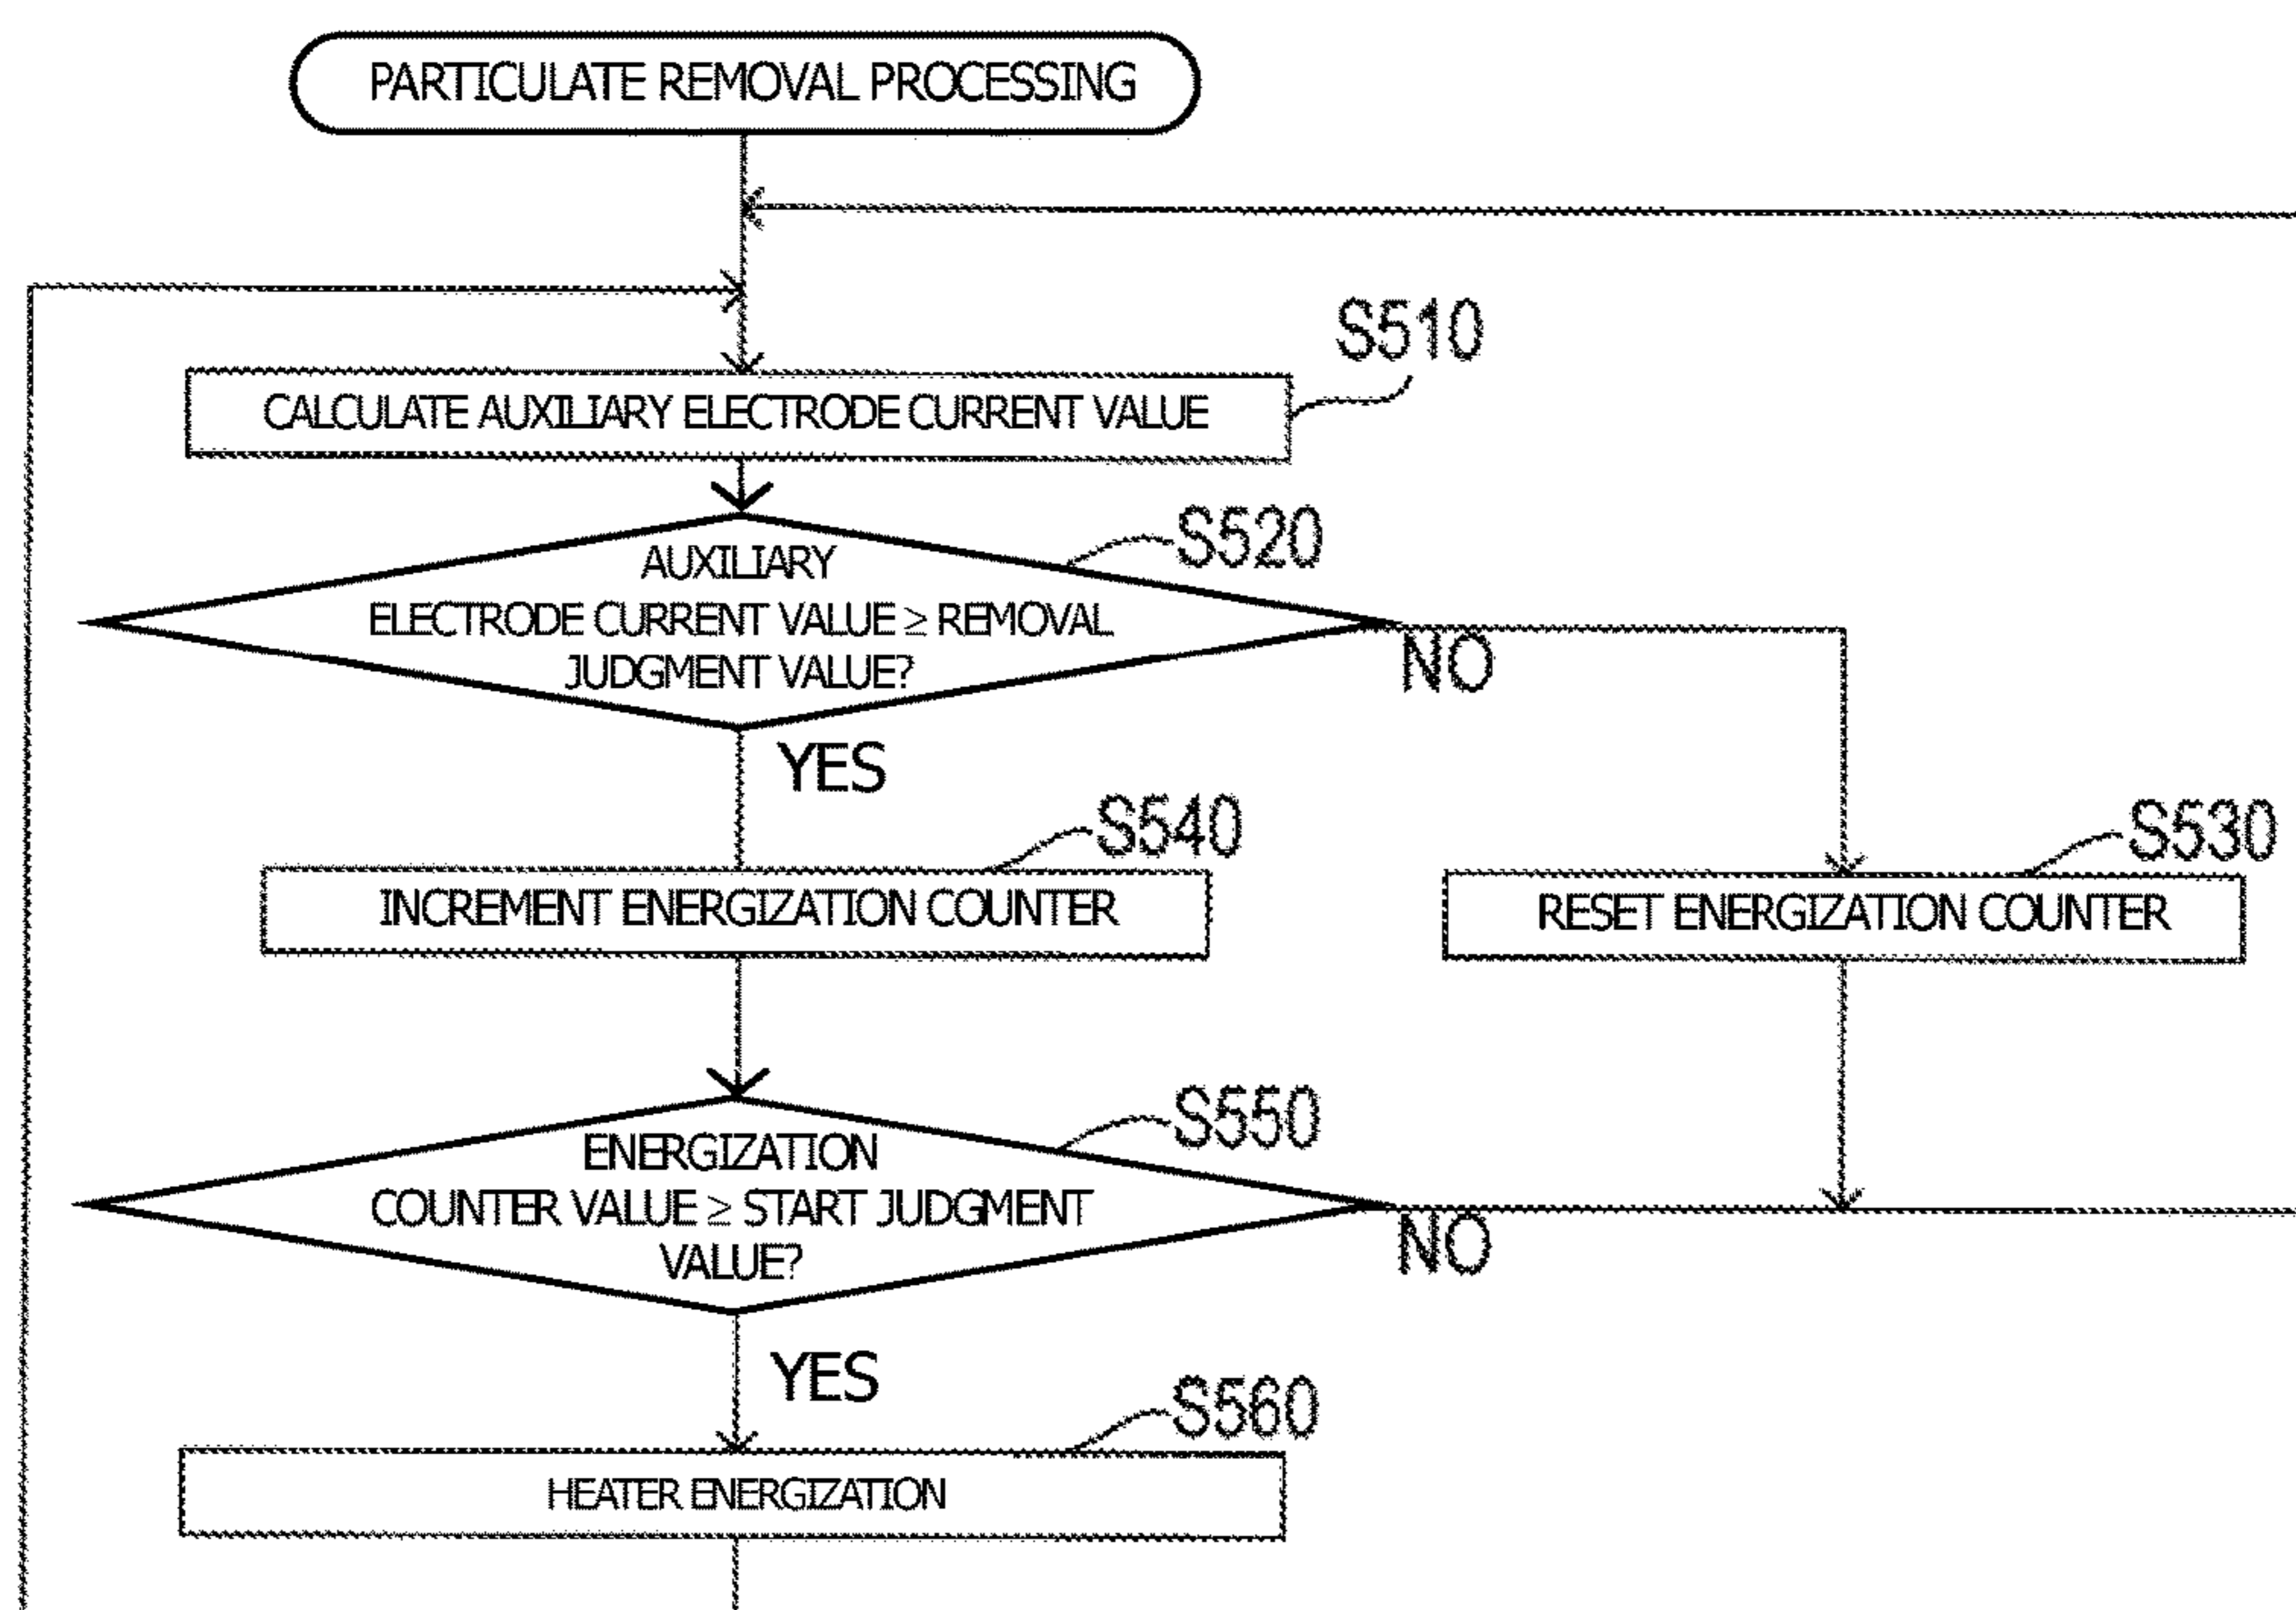 PARTICULATE REMOVAL PROCESSING
S510
CALCULATE AUXILIARY ELECTRODE CURRENT VALUE
S520
AUXILIARY
ELECTRODE CURRENT VALUE ≥ REMOVAL
JUDGMENT VALUE?
NO
YES
S540
INCREMENT ENERGIZATION COUNTER
S530
RESET ENERGIZATION COUNTER
S550
ENERGIZATION
COUNTER VALUE ≥ START JUDGMENT
VALUE?
NO
YES
S560
HEATER ENERGIZATION